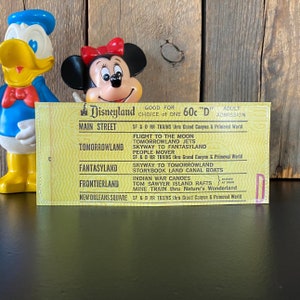 Disneyland GOOD FOR CHOICE of ONE 60c "D" ADULT ADMISSION
MAIN STREET SF & D RR TRAINS thru Grand Canyon & Primeval World
TOMORROWLAND
FLIGHT TO THE MOON
TOMORROWLAND JETS
SKYWAY TO FANTASYLAND
PEOPLE MOVER
SF & D RR TRAINS thru Grand Canyon & Primeval World
FANTASYLAND
SKYWAY TO TOMORROWLAND
STORYBOOK LAND CANAL BOATS
FRONTIERLAND
INDIAN WAR CANOES
TOM SAWYER ISLAND RAFTS
MINE TRAIN thru Nature's Wonderland
NEW ORLEANS SQUARE SF & D RR TRAINS thru Grand Canyon & Primeval World
D